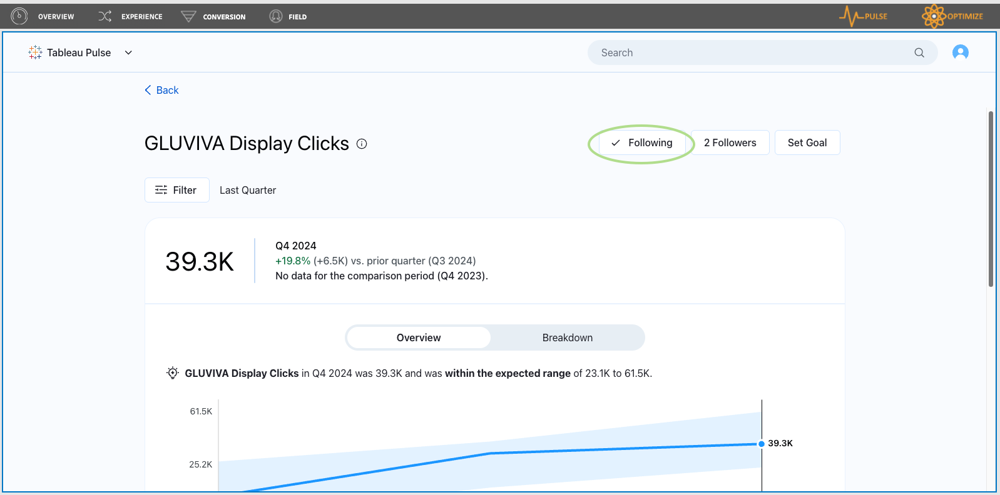 OVERVIEW EXPERIENCE CONVERSION FIELD PULSE OPTIMIZE
Tableau Pulse Search
Back
GLUVIVA Display Clicks Following 2 Followers Set Goal
Filter Last Quarter
39.3K
Q4 2024
+19.8% (+6.5K) vs. prior quarter (Q3 2024)
No data for the comparison period (Q4 2023).
Overview Breakdown
GLUVIVA Display Clicks in Q4 2024 was 39.3K and was within the expected range of 23.1K to 61.5K.
61.5K
39.3K
25.2K